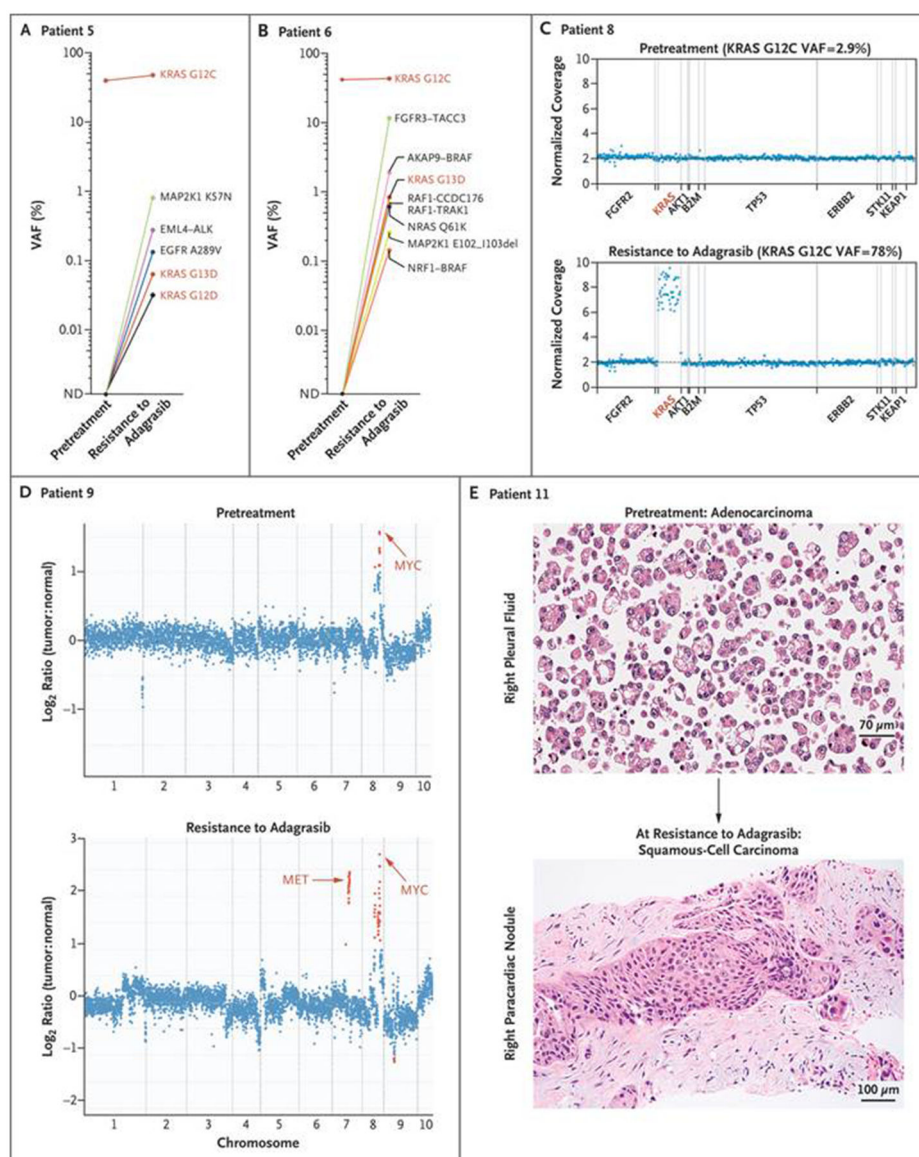 A Patient 5
100
10
1
0.1
0.01
ND
VAF (%)
KRAS G12C
MAP2K1 K57N
EML4–ALK
EGFR A289V
KRAS G13D
KRAS G12D
Pretreatment
Resistance to
Adagrasib
B Patient 6
100
10
1
0.1
0.01
ND
VAF (%)
KRAS G12C
FGFR3–TACC3
AKAP9–BRAF
KRAS G13D
RAF1-CCDC176
RAF1-TRAK1
NRAS Q61K
MAP2K1 E102_I103del
NRF1–BRAF
Pretreatment
Resistance to
Adagrasib
C Patient 8
Pretreatment (KRAS G12C VAF=2.9%)
10
8
6
4
2
0
Normalized Coverage
FGFR2
KRAS
AKT1
B2M
TP53
ERBB2
STK11
KEAP1
Resistance to Adagrasib (KRAS G12C VAF=78%)
10
8
6
4
2
0
Normalized Coverage
FGFR2
KRAS
AKT1
B2M
TP53
ERBB2
STK11
KEAP1
D Patient 9
Pretreatment
MYC
1
0
−1
Log2 Ratio (tumor:normal)
1 2 3 4 5 6 7 8 9 10
Resistance to Adagrasib
3
2
1
0
−1
−2
MET
MYC
Log2 Ratio (tumor:normal)
1 2 3 4 5 6 7 8 9 10
Chromosome
E Patient 11
Pretreatment: Adenocarcinoma
Right Pleural Fluid
70 µm
At Resistance to Adagrasib:
Squamous-Cell Carcinoma
Right Paracardiac Nodule
100 µm